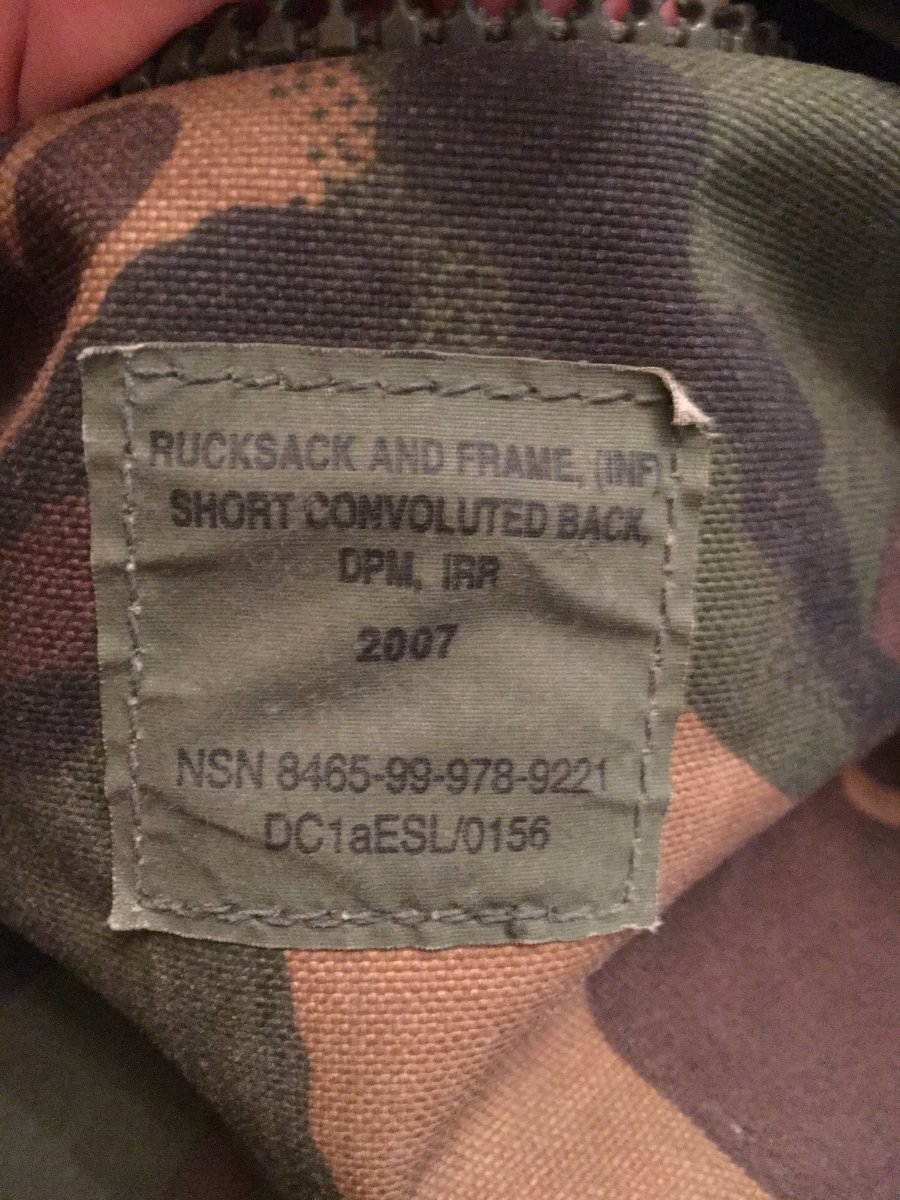 RUCKSACK AND FRAME, (INF)
SHORT CONVOLUTED BACK,
DPM, IRR
2007
NSN 8465-99-978-9221
DC1aESL/0156